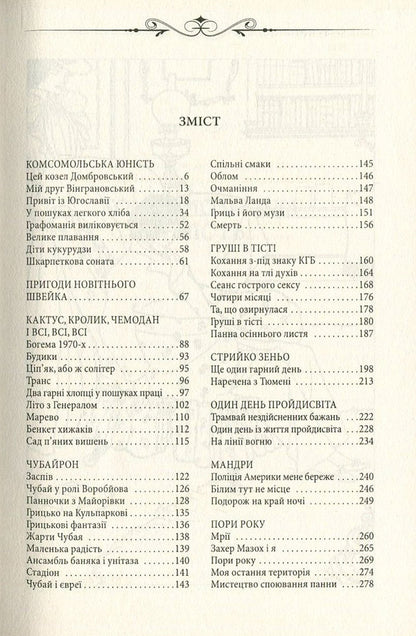 ЗМІСТ
КОМСОМОЛЬСЬКА ЮНІСТЬ
Цей козел Домбровський . . . . . . . . . . 6
Мій друг Вінграновський . . . . . . . . . . 13
Привіт із Югославії . . . . . . . . . . 18
У пошуках легкого хліба . . . . . . . . . . 34
Графоманія виліковується . . . . . . . . . . 52
Велике плавання . . . . . . . . . . 56
Діти кукурудзи . . . . . . . . . . 58
Шкарпеткова соната . . . . . . . . . . 61
ПРИГОДИ НОВІТНЬОГО
ШВЕЙКА . . . . . . . . . . 67
КАКТУС, КРОЛИК, ЧЕМОДАН
І ВСІ, ВСІ, ВСІ
Богема 1970-х . . . . . . . . . . 88
Будики . . . . . . . . . . 93
Ціп'як, або ж солітер . . . . . . . . . . 95
Транс . . . . . . . . . . 96
Два гарні хлопці у пошуках праці . . 97
Літо з Генералом . . . . . . . . . . 102
Марево . . . . . . . . . . 110
Бенкет хижаків . . . . . . . . . . 112
Сад п'яних вишень . . . . . . . . . . 115
ЧУБАЙРОН
Заспів . . . . . . . . . . 122
Чубай у ролі Воробйова . . . . . . . . . . 126
Панночки з Майорівки . . . . . . . . . . 128
Грицько на Кульпаркові . . . . . . . . . . 135
Грицькові фантазії . . . . . . . . . . 136
Жарти Чубая . . . . . . . . . . 138
Маленька радість . . . . . . . . . . 139
Ансамбль баняка і унітаза . . . . . . . . . . 140
Стадіон . . . . . . . . . . 141
Чубай і євреї . . . . . . . . . . 143
Спільні смаки . . . . . . . . . . 145
Облом . . . . . . . . . . 146
Очманіння . . . . . . . . . . 147
Мальва Ланда . . . . . . . . . . 148
Гриць і його музи . . . . . . . . . . 151
Смерть . . . . . . . . . . 156
ГРУШІ В ТІСТІ
Кохання з-під знаку КГБ . . . . . . . . . . 160
Кохання на тлі духів . . . . . . . . . . 164
Сеанс гострого сексу . . . . . . . . . . 168
Чотири місяці . . . . . . . . . . 176
Та, що озирнулася . . . . . . . . . . 178
Груші в тісті . . . . . . . . . . 180
Панна осіннього листя . . . . . . . . . . 187
СТРИЙКО ЗЕНЬО
Ще один гарний день . . . . . . . . . . 198
Наречена з Тюмені . . . . . . . . . . 213
ОДИН ДЕНЬ ПРОЙДИСВІТА
Трамвай нездійсненних бажань . . . . 222
Один день із життя пройдисвіта . . . 228
На лінії вогню . . . . . . . . . . 234
МАНДРИ
Поліція Америки мене береже . . . . 240
Білим тут не місце . . . . . . . . . . 246
Подорож на край ночі . . . . . . . . . . 249
ПОРИ РОКУ
Мрії . . . . . . . . . . 260
Захер Мазох і я . . . . . . . . . . 265
Пори року . . . . . . . . . . 269
Моя остання територія . . . . . . . . . . 274
Мистецтво споювання панни . . . . . 278